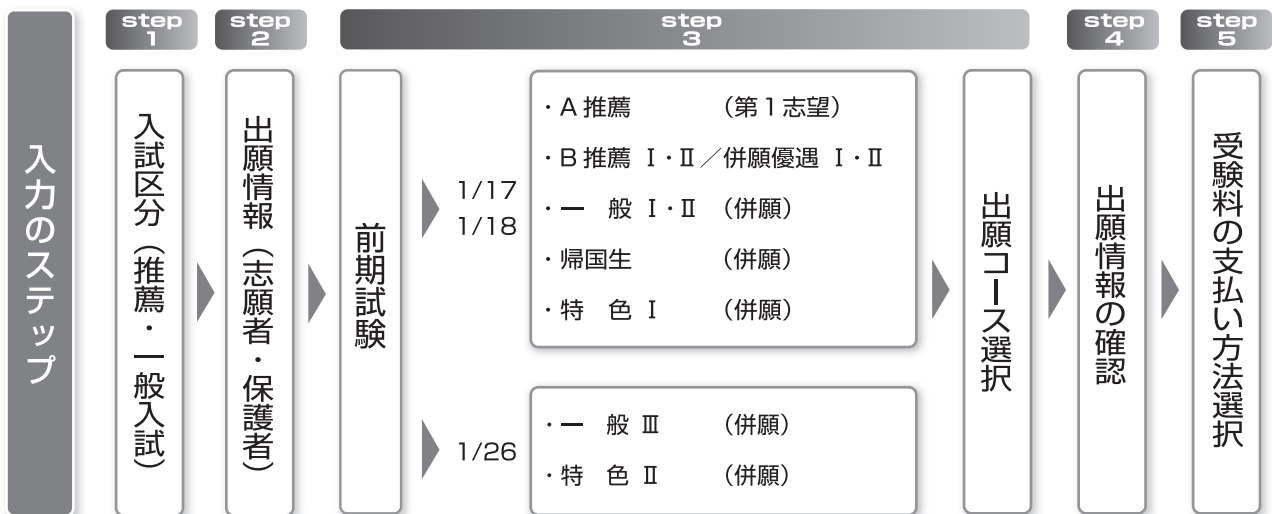 入力のステップ
step
1
入試区分（推薦・一般入試）
step
2
出願情報（志願者・保護者）
step
3
前期試験
1/17
1/18
・A 推薦　（第１志望）
・B 推薦 Ⅰ・Ⅱ／併願優遇 Ⅰ・Ⅱ
・一　般 Ⅰ・Ⅱ （併願）
・帰国生　（併願）
・特　色 Ⅰ　（併願）
1/26
・一　般 Ⅲ　（併願）
・特　色 Ⅱ　（併願）
出願コース選択
step
4
出願情報の確認
step
5
受験料の支払い方法選択